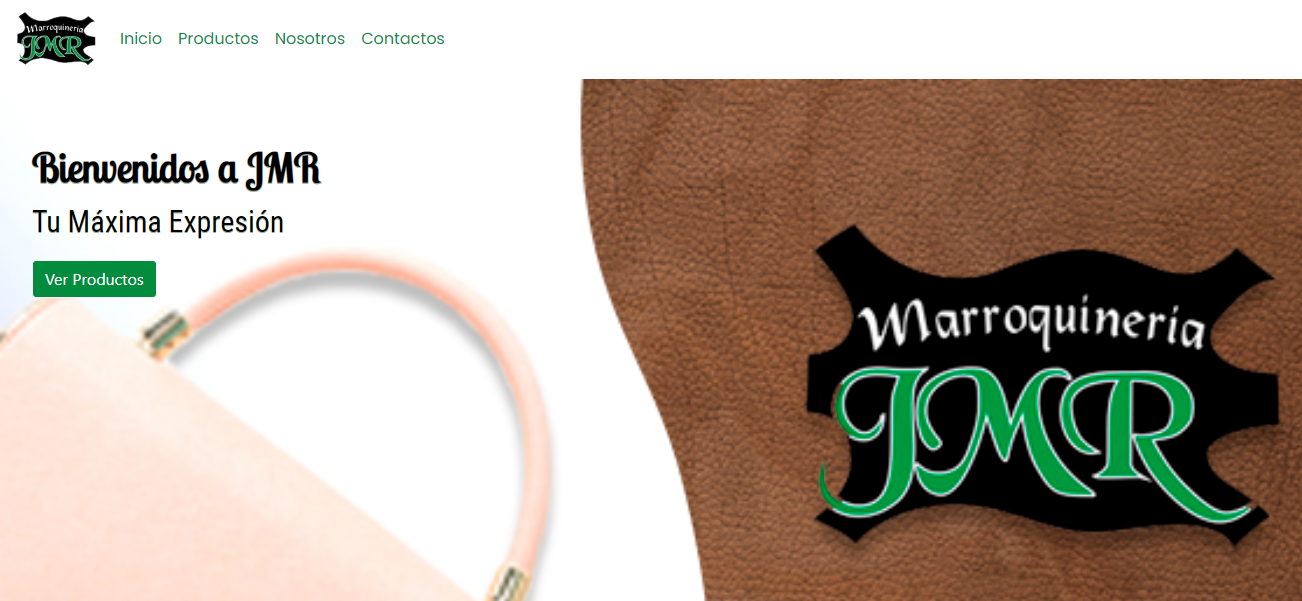 Marroquineria
JMR
Inicio Productos Nosotros Contactos
Bienvenidos a JMR
Tu Máxima Expresión
Ver Productos
Marroquineria
JMR